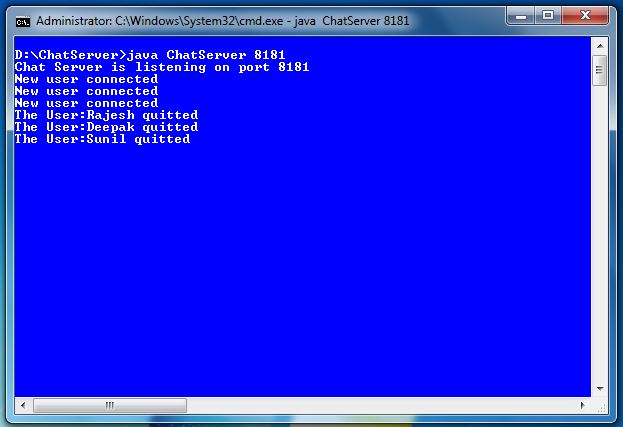 Administrator: C:\Windows\System32\cmd.exe - java  ChatServer 8181
D:\ChatServer>java ChatServer 8181
Chat Server is listening on port 8181
New user connected
New user connected
New user connected
The User:Rajesh quitted
The User:Deepak quitted
The User:Sunil quitted